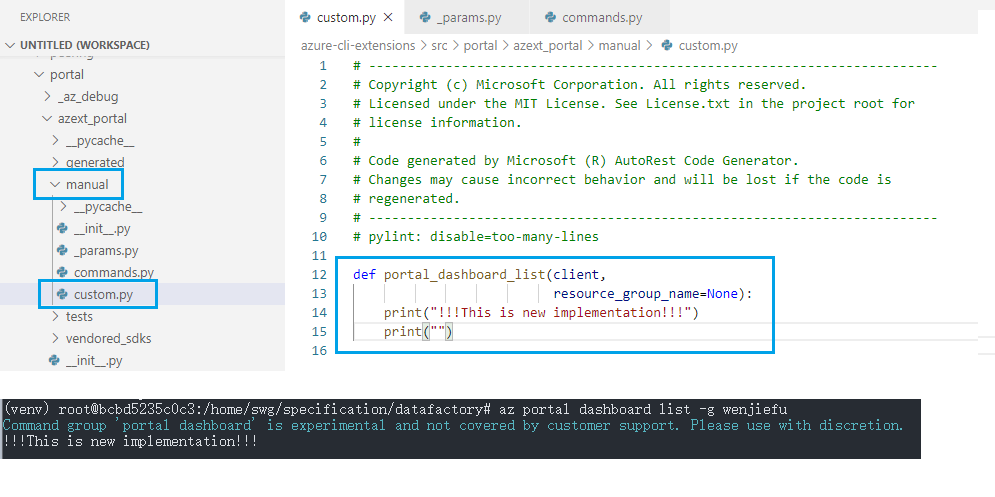 EXPLORER
UNTITLED (WORKSPACE)
portal
_az_debug
azext_portal
__pycache__
generated
manual
__pycache__
__init__.py
_params.py
commands.py
custom.py
tests
vendored_sdks
__init__.py
custom.py
_params.py
commands.py
azure-cli-extensions > src > portal > azext_portal > manual > custom.py
1 # --------------------------------------------------------------------------
2 # Copyright (c) Microsoft Corporation. All rights reserved.
3 # Licensed under the MIT License. See License.txt in the project root for
4 # license information.
5 #
6 # Code generated by Microsoft (R) AutoRest Code Generator.
7 # Changes may cause incorrect behavior and will be lost if the code is
8 # regenerated.
9 # --------------------------------------------------------------------------
10 # pylint: disable=too-many-lines
11
12 def portal_dashboard_list(client,
13 resource_group_name=None):
14 print("!!!This is new implementation!!!")
15 print("")
16
(venv) root@bcbd5235c0c3:/home/swg/specification/datafactory# az portal dashboard list -g wenjiefu
Command group 'portal dashboard' is experimental and not covered by customer support. Please use with discretion.
!!!This is new implementation!!!